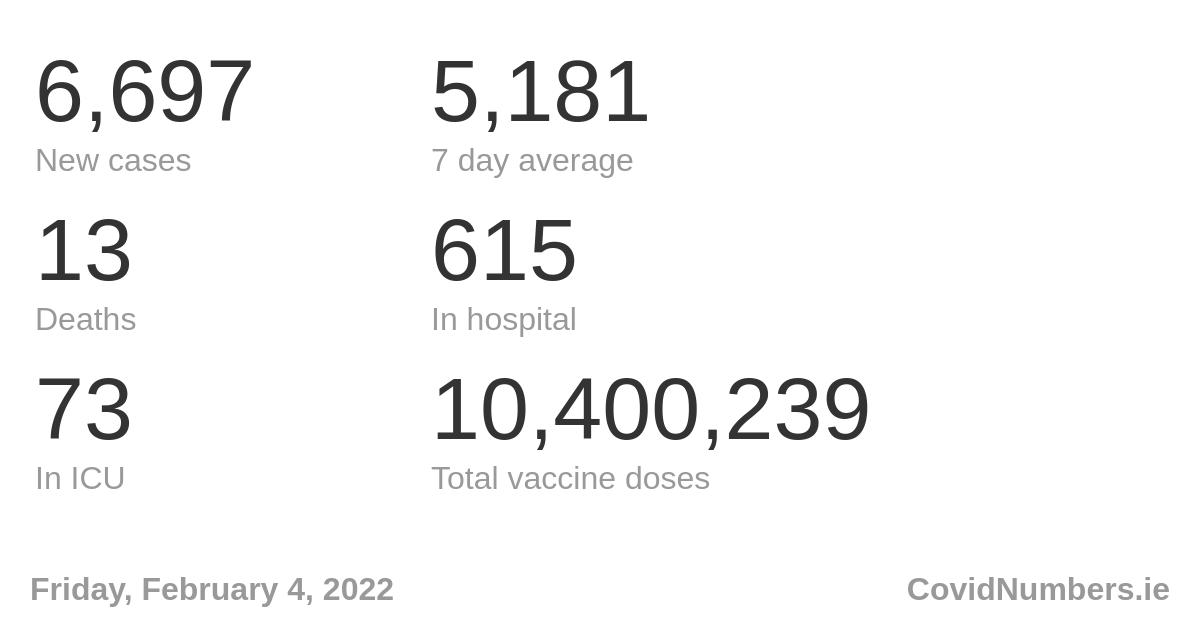 6,697 5,181
New cases 7 day average
13 615
Deaths In hospital
73 10,400,239
In ICU Total vaccine doses
Friday, February 4, 2022 CovidNumbers.ie